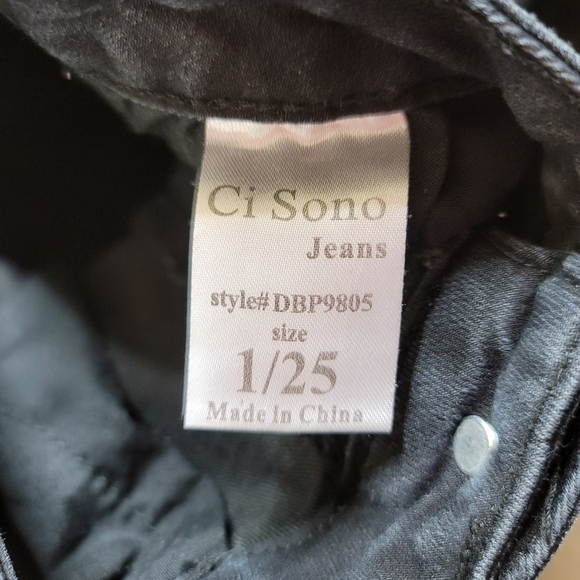 Ci Sono
Jeans
style# DBP9805
size
1/25
Made in China